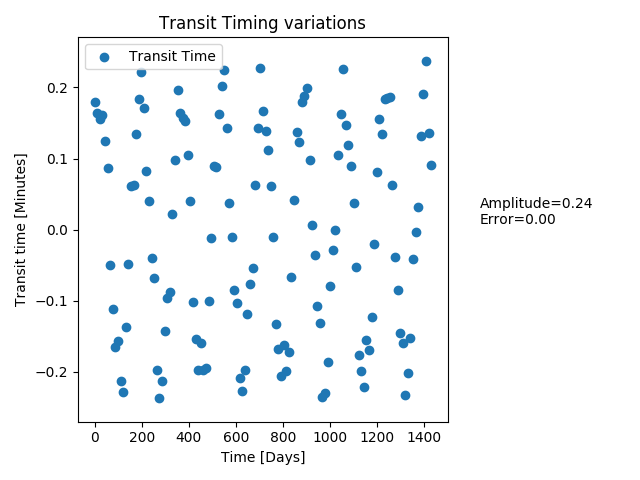 Transit Timing variations
Transit Time
Transit time [Minutes]
0.2
0.1
0.0
−0.1
−0.2
0 200 400 600 800 1000 1200 1400
Time [Days]
Amplitude=0.24
Error=0.00